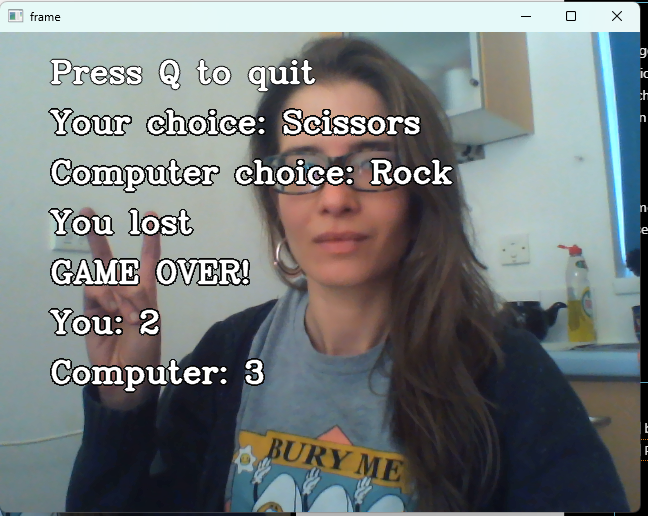 frame
Press Q to quit
Your choice: Scissors
Computer choice: Rock
You lost
GAME OVER!
You: 2
Computer: 3
BURY ME